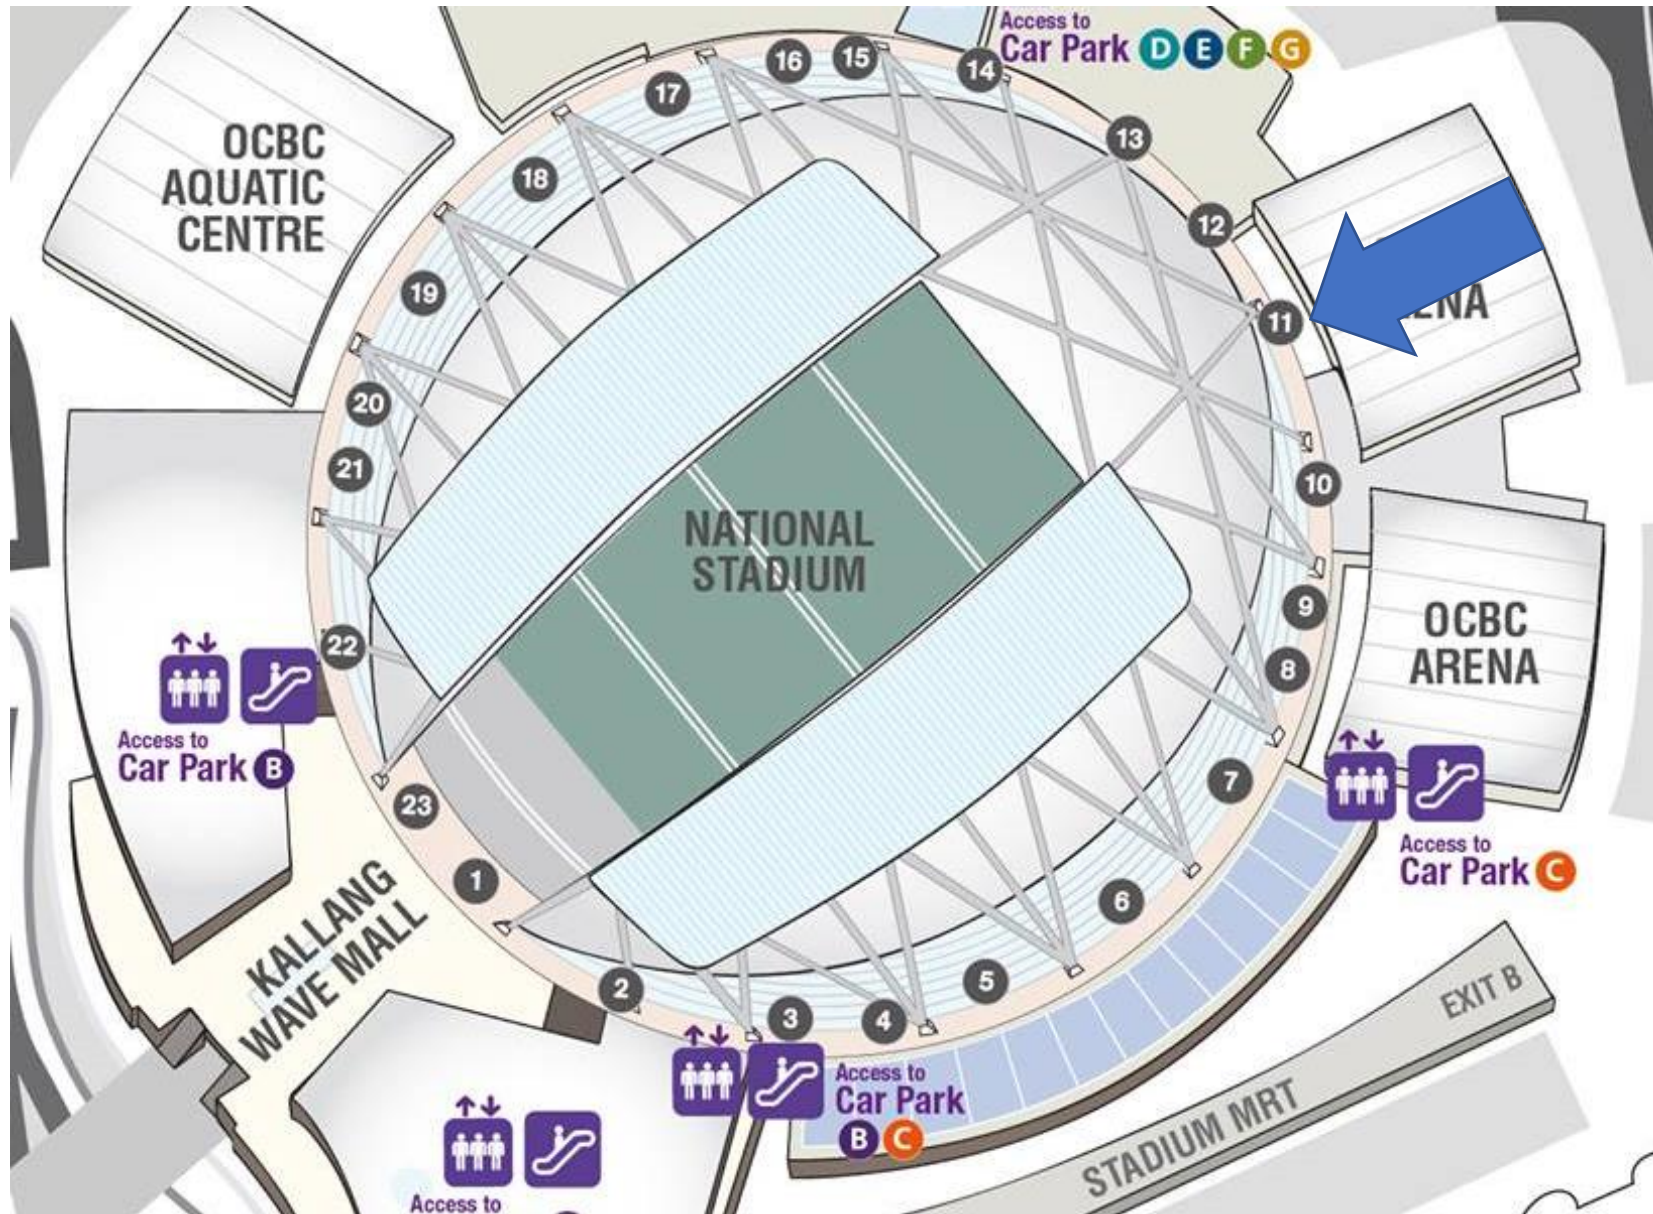 Access to
Car Park D E F G
16
15
14
17
13
OCBC
AQUATIC
CENTRE
18
12
19
11
ENA
20
21
10
NATIONAL
STADIUM
9
OCBC
ARENA
22
8
Access to
Car Park B
7
23
Access to
Car Park C
1
6
KALLANG
WAVE MALL
5
2
3
4
EXIT B
Access to
Car Park
B C
STADIUM MRT
Access to